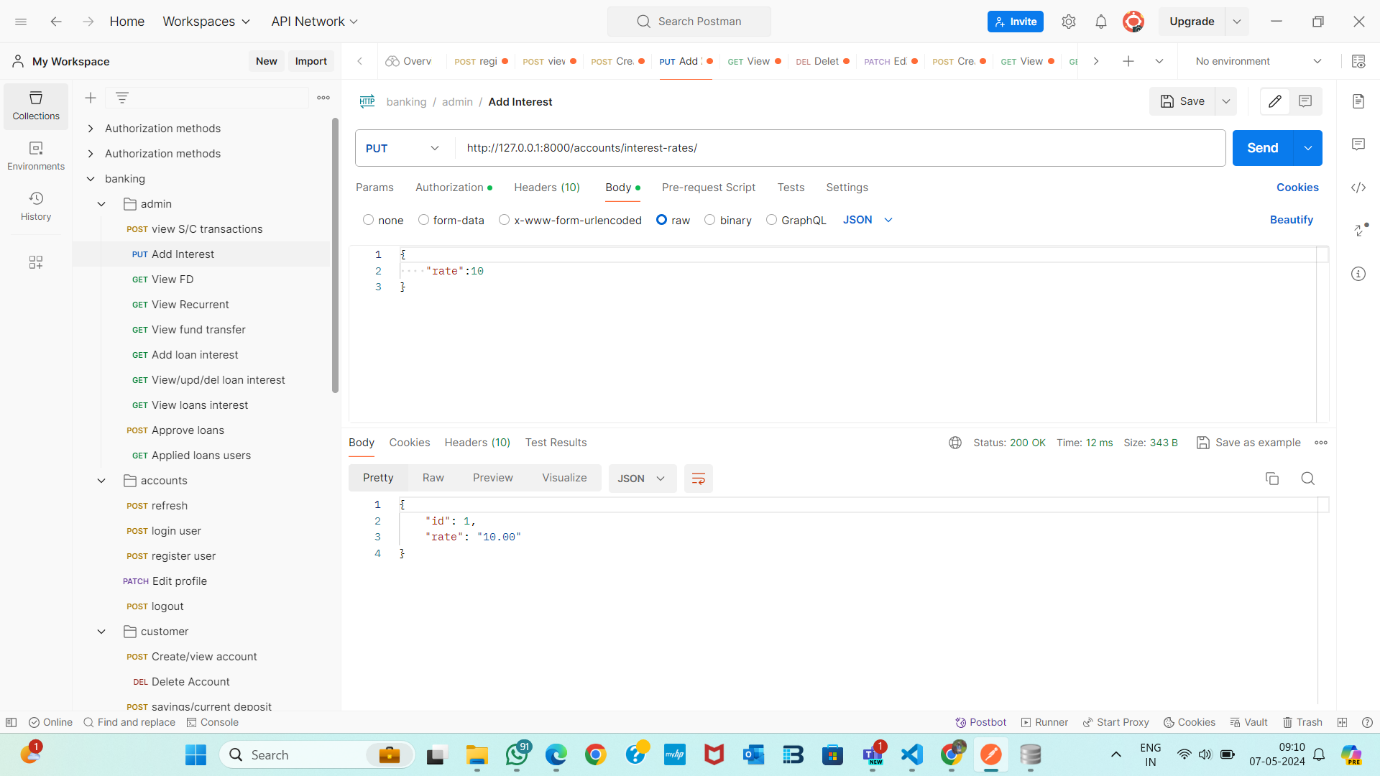 Home
Workspaces
API Network
Search Postman
Invite
Upgrade
My Workspace
New
Import
Overv
POST regi
POST view
POST Cre
PUT Add
GET View
DEL Delet
PATCH Ed
POST Cre
GET View
No environment
Collections
Environments
History
Authorization methods
Authorization methods
banking
admin
POST view S/C transactions
PUT Add Interest
GET View FD
GET View Recurrent
GET View fund transfer
GET Add loan interest
GET View/upd/del loan interest
GET View loans interest
POST Approve loans
GET Applied loans users
accounts
POST refresh
POST login user
POST register user
PATCH Edit profile
POST logout
customer
POST Create/view account
DEL Delete Account
POST savings/current deposit
HTTP banking / admin / Add Interest
Save
PUT
http://127.0.0.1:8000/accounts/interest-rates/
Send
Params
Authorization
Headers (10)
Body
Pre-request Script
Tests
Settings
Cookies
none
form-data
x-www-form-urlencoded
raw
binary
GraphQL
JSON
Beautify
1 {
2 "rate":10
3 }
Body
Cookies
Headers (10)
Test Results
Status: 200 OK Time: 12 ms Size: 343 B
Save as example
Pretty
Raw
Preview
Visualize
JSON
1 {
2 "id": 1,
3 "rate": "10.00"
4 }
Online
Find and replace
Console
Postbot
Runner
Start Proxy
Cookies
Vault
Trash
1
Search
91
myhp
1
NEW
ENG
IN
09:10
07-05-2024
PRE